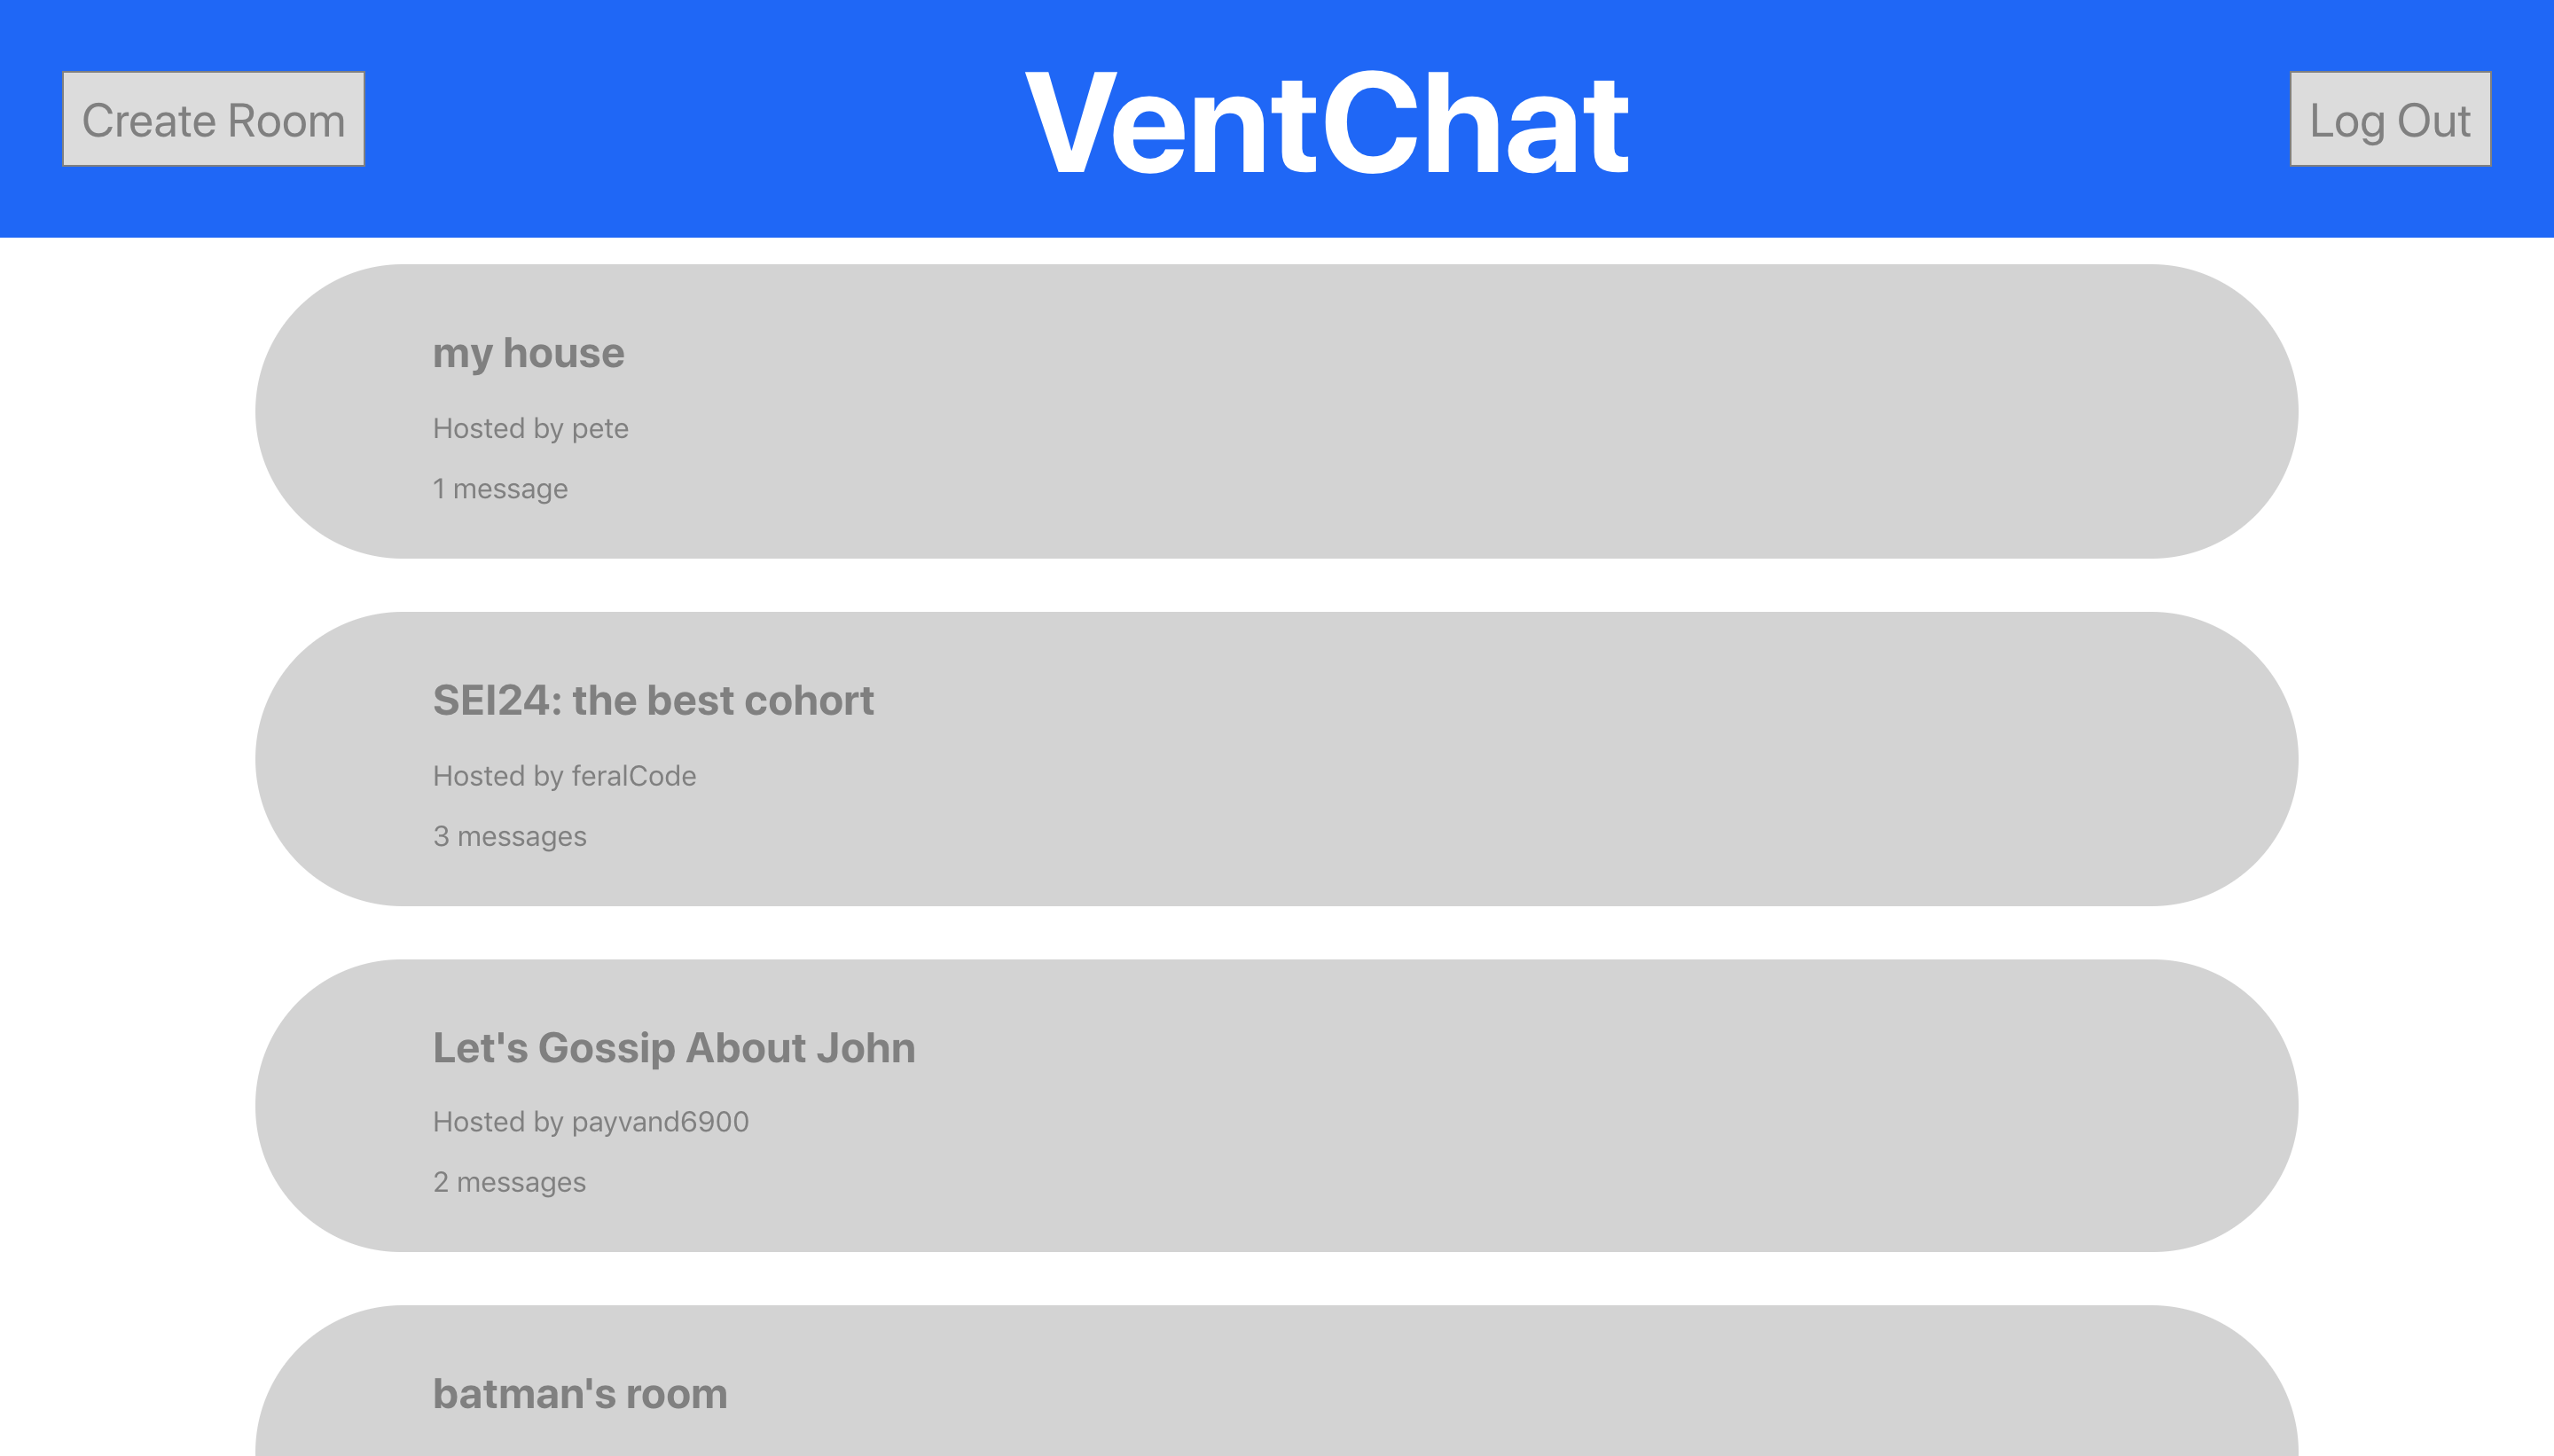 Create Room
VentChat
Log Out
my house
Hosted by pete
1 message
SEI24: the best cohort
Hosted by feralCode
3 messages
Let's Gossip About John
Hosted by payvand6900
2 messages
batman's room